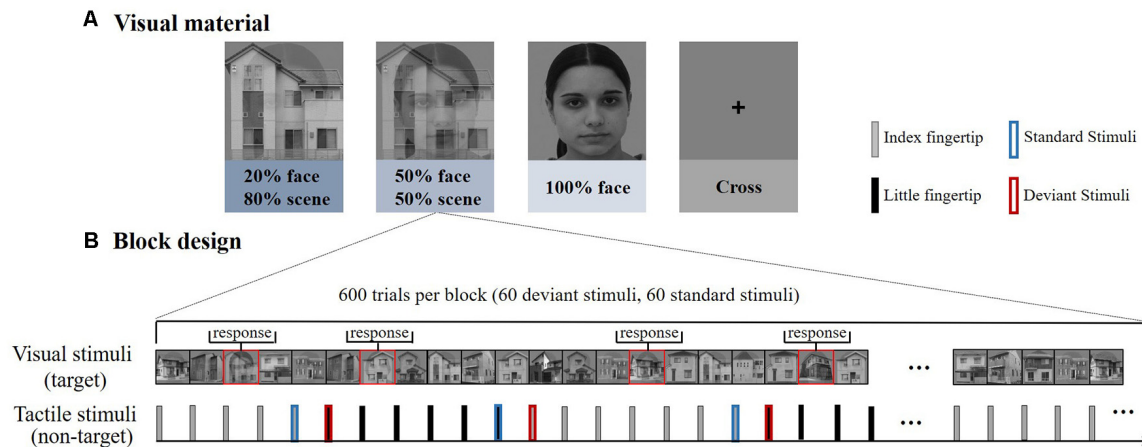 A Visual material
20% face
80% scene
50% face
50% scene
100% face
+
Cross
Index fingertip
Standard Stimuli
Little fingertip
Deviant Stimuli
B Block design
600 trials per block (60 deviant stimuli, 60 standard stimuli)
response response response response
Visual stimuli
(target)
...
Tactile stimuli
(non-target)
... ...